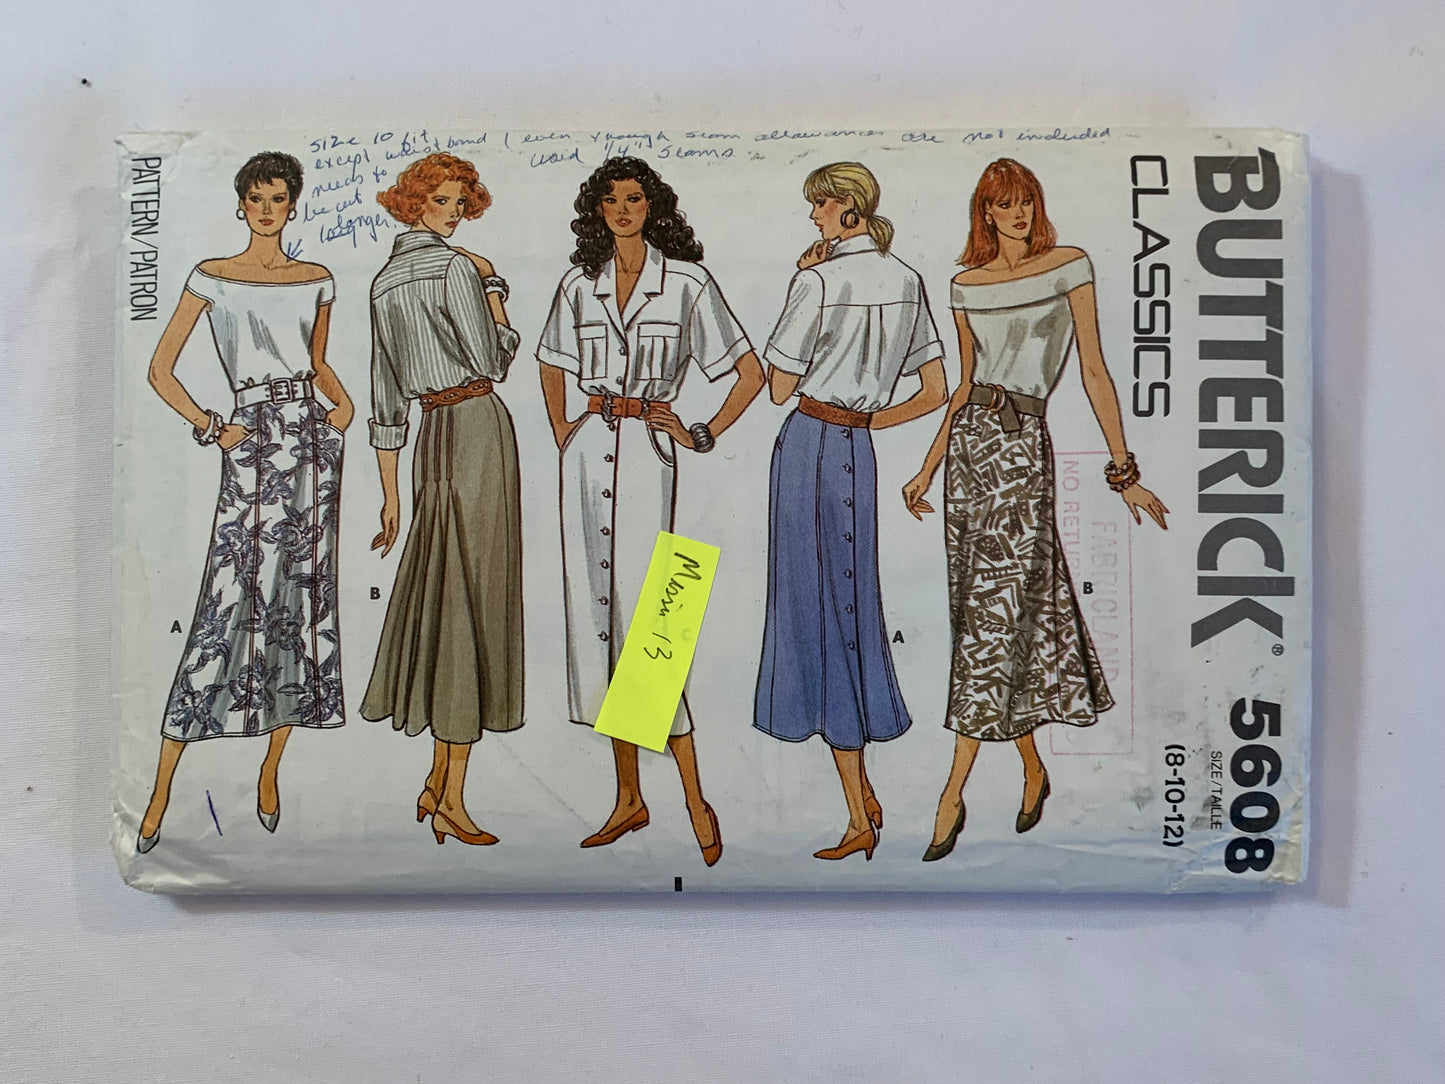 size 10 fit
except waistband
needs to
be cut
longer.
( even though seam allowances are not included
used 1/4" seams
PATTERN/PATRON
BUTTERICK®
CLASSICS
5608
SIZE/TAILLE
(8-10-12)
A
B
A
B
13
FABRICLAND
NO RETURN